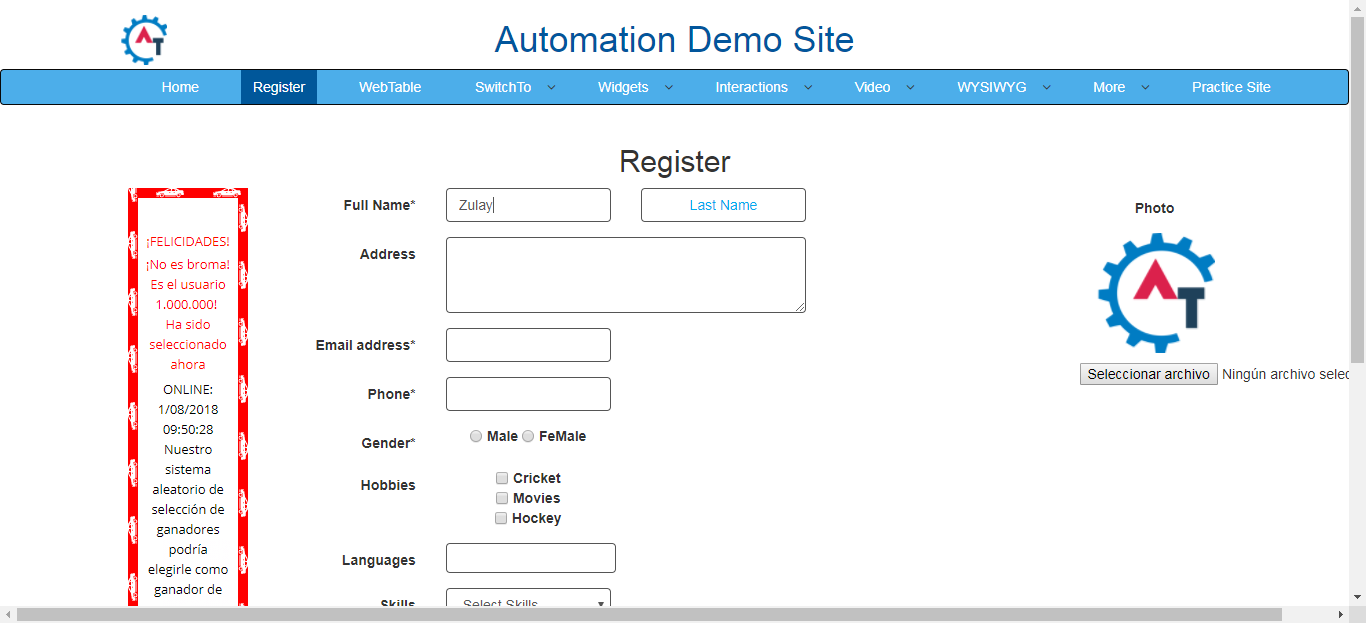 AT
Automation Demo Site
Home Register WebTable SwitchTo Widgets Interactions Video WYSIWYG More Practice Site
Register
¡FELICIDADES!
¡No es broma!
Es el usuario
1.000.000!
Ha sido
seleccionado
ahora
ONLINE:
1/08/2018
09:50:28
Nuestro
sistema
aleatorio de
selección de
ganadores
podría
elegirle como
ganador de
Full Name* Zulay Last Name
Address
Email address*
Phone*
Gender* Male FeMale
Hobbies Cricket
Movies
Hockey
Languages
Skills Select Skills
Photo
AT
Seleccionar archivo Ningún archivo selec